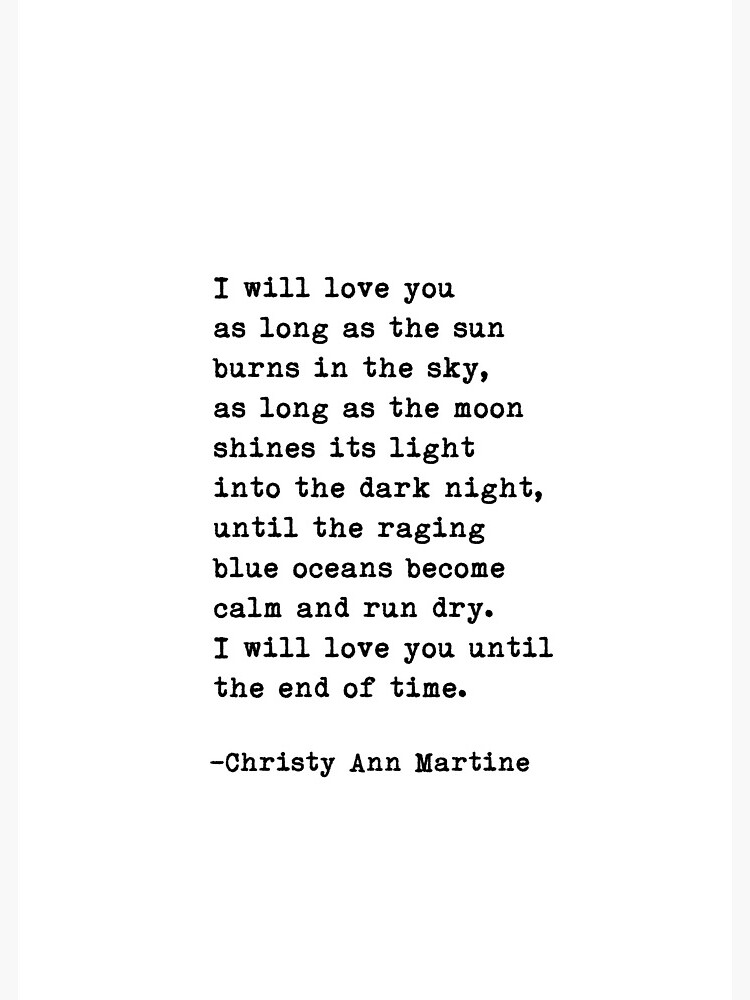 I will love you
as long as the sun
burns in the sky,
as long as the moon
shines its light
into the dark night,
until the raging
blue oceans become
calm and run dry.
I will love you until
the end of time.
-Christy Ann Martine